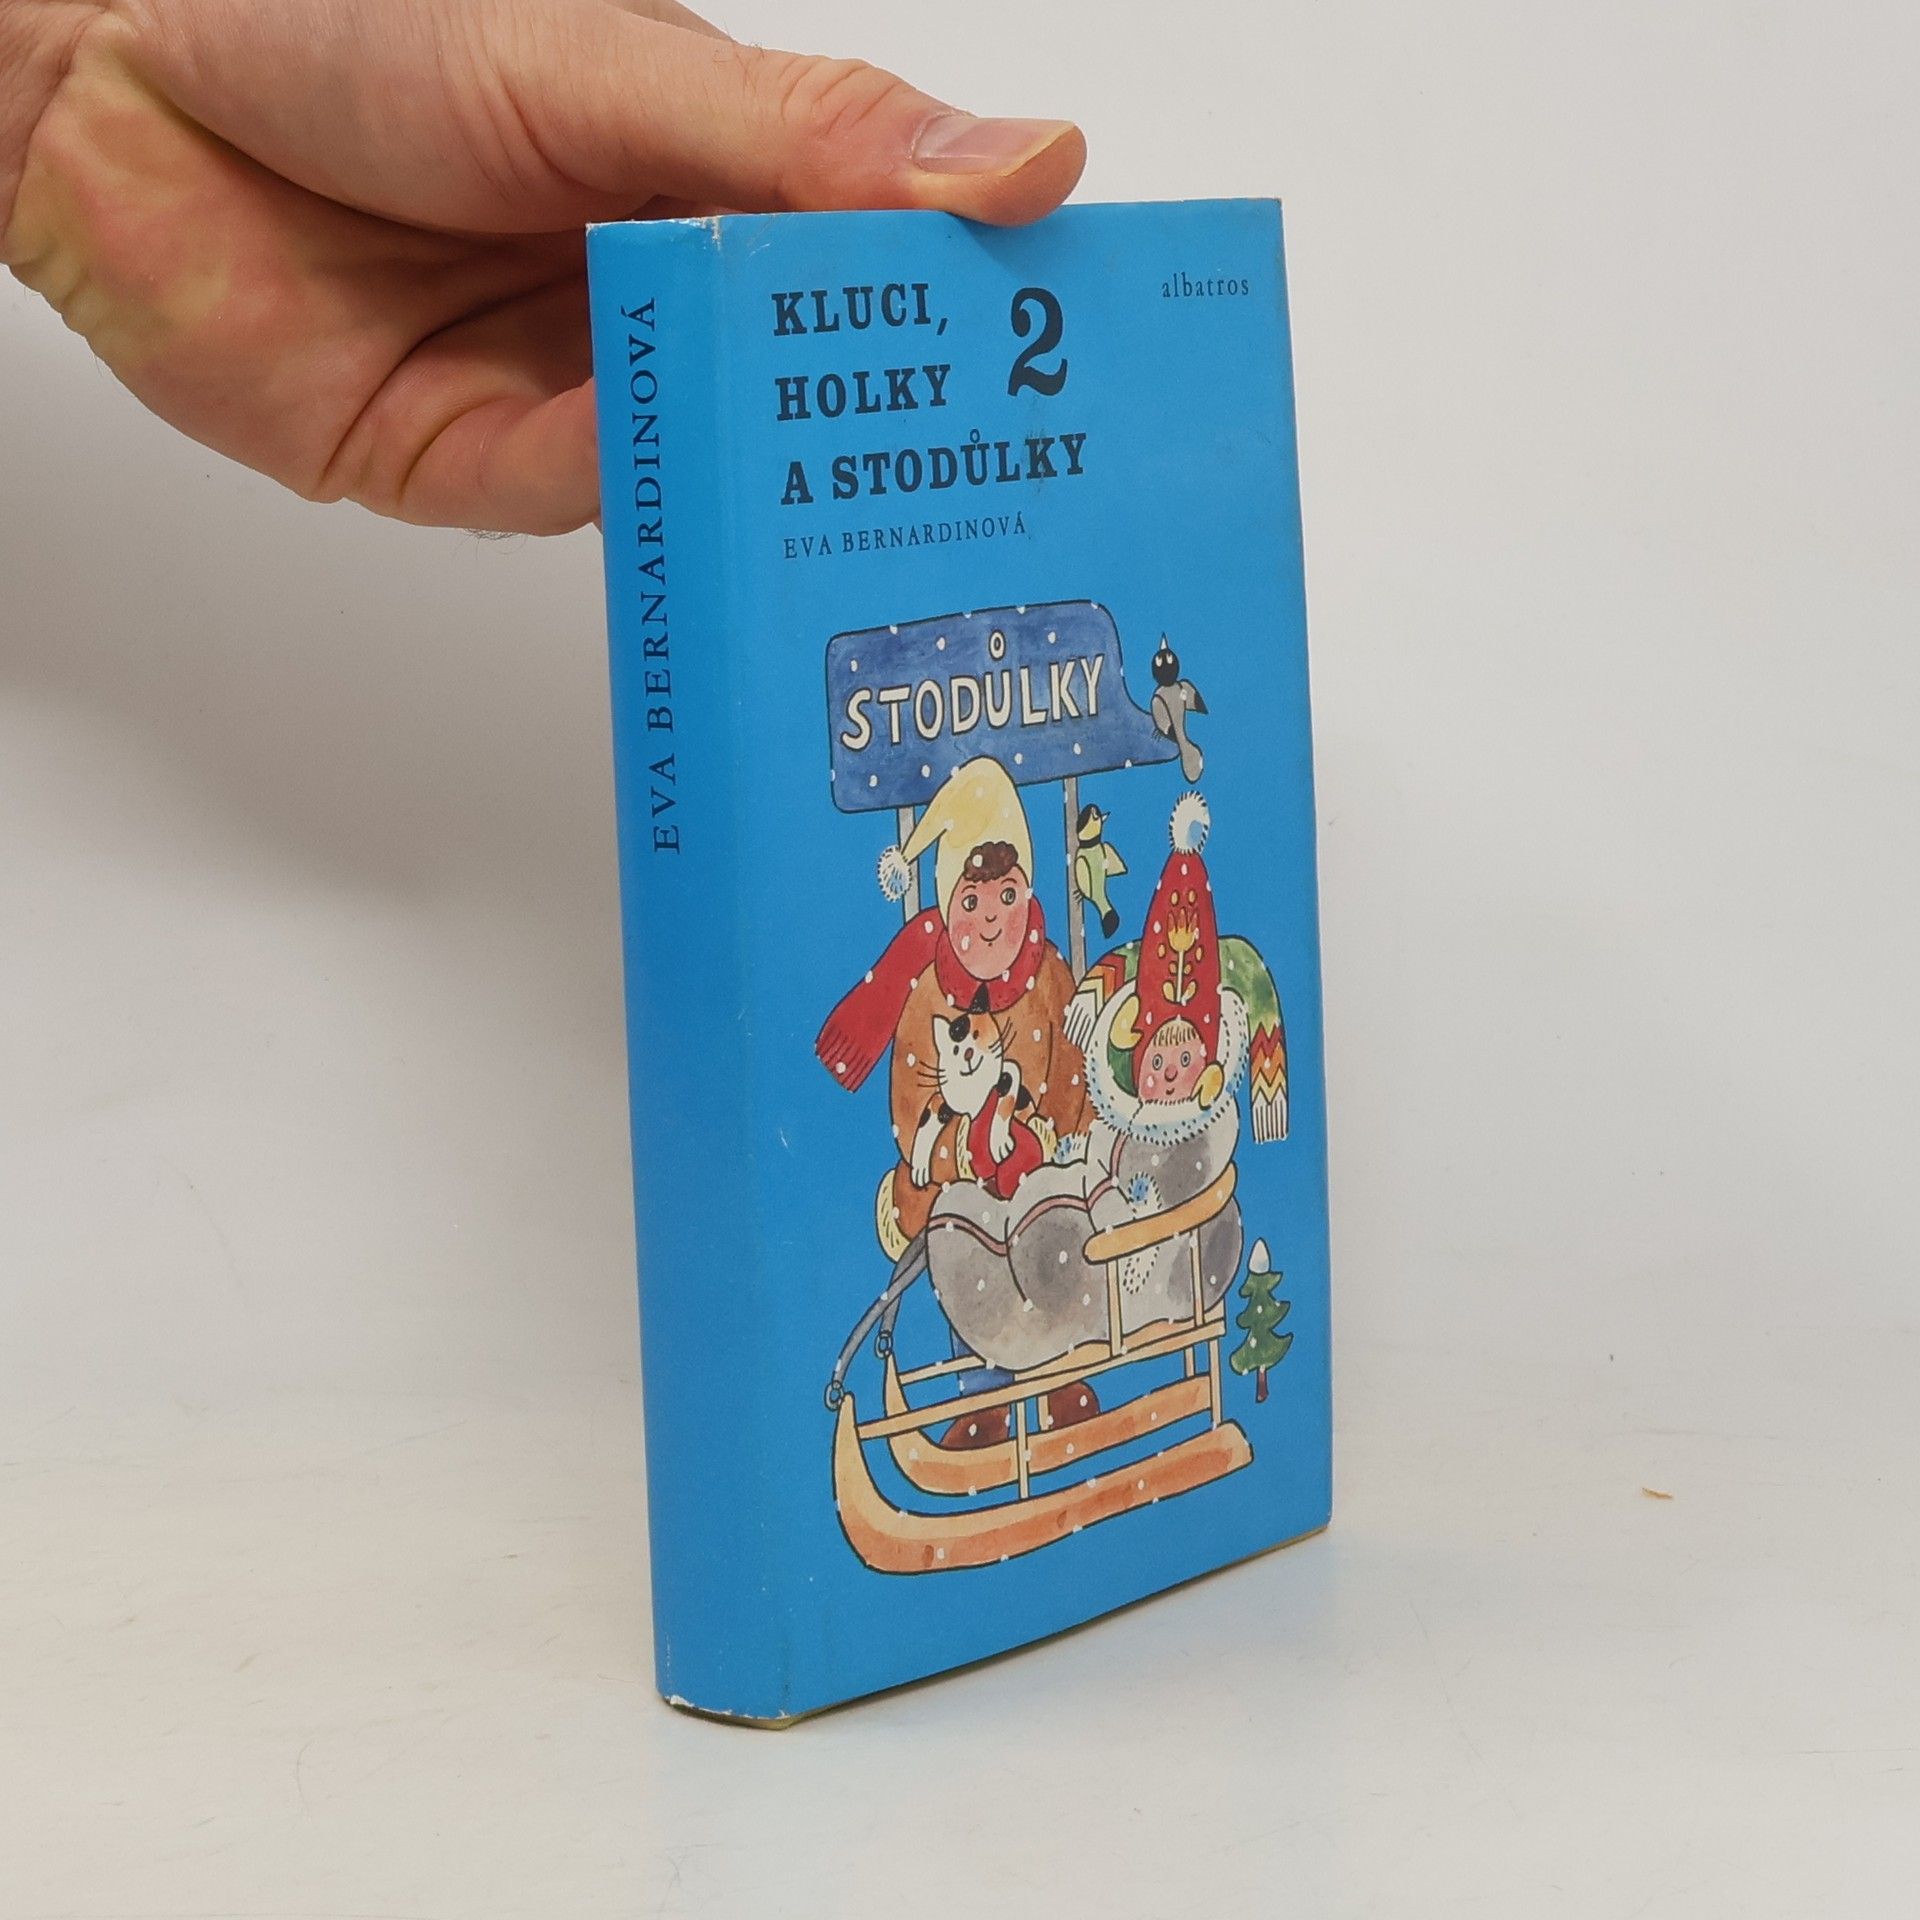 EVA BERNARDINOVÁ
KLUCI,
HOLKY
2
A STODŮLKY
EVA BERNARDINOVÁ
albatros
STODŮLKY